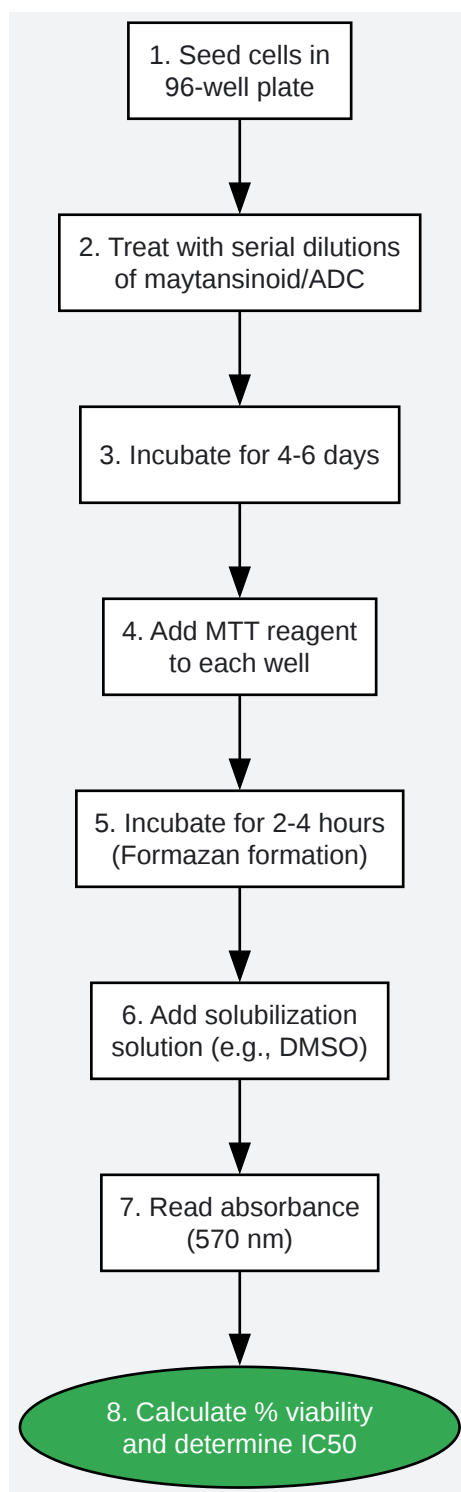 1. Seed cells in
96-well plate
2. Treat with serial dilutions
of maytansinoid/ADC
3. Incubate for 4-6 days
4. Add MTT reagent
to each well
5. Incubate for 2-4 hours
(Formazan formation)
6. Add solubilization
solution (e.g., DMSO)
7. Read absorbance
(570 nm)
8. Calculate % viability
and determine IC50